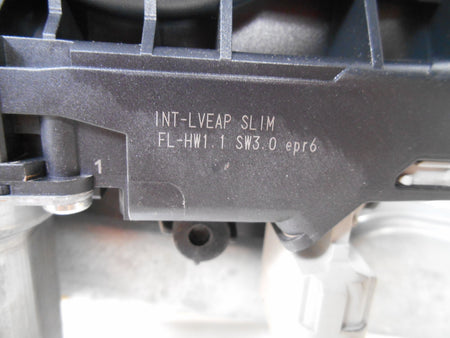 INT-LVEAP SLIM
FL-HW1.1 SW3.0 epr6
1